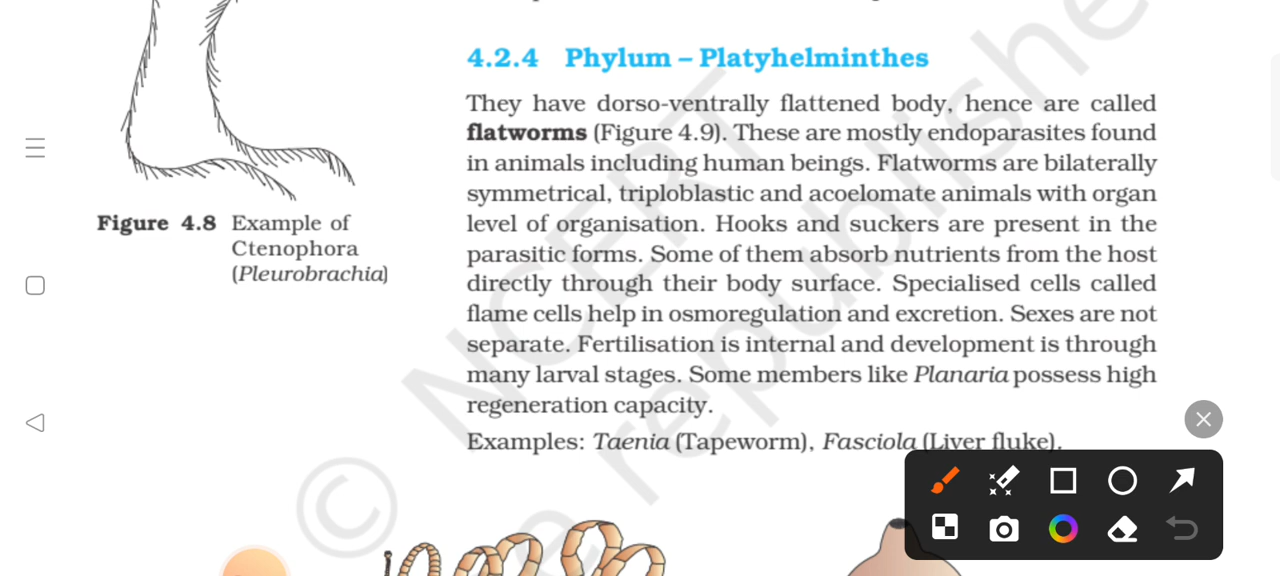 4.2.4 Phylum – Platyhelminthes
They have dorso-ventrally flattened body, hence are called
flatworms (Figure 4.9). These are mostly endoparasites found
in animals including human beings. Flatworms are bilaterally
symmetrical, triploblastic and acoelomate animals with organ
level of organisation. Hooks and suckers are present in the
parasitic forms. Some of them absorb nutrients from the host
directly through their body surface. Specialised cells called
flame cells help in osmoregulation and excretion. Sexes are not
separate. Fertilisation is internal and development is through
many larval stages. Some members like Planaria possess high
regeneration capacity.
Examples: Taenia (Tapeworm), Fasciola (Liver fluke).
Figure 4.8 Example of
Ctenophora
(Pleurobrachia)
© NCERT
be republishe